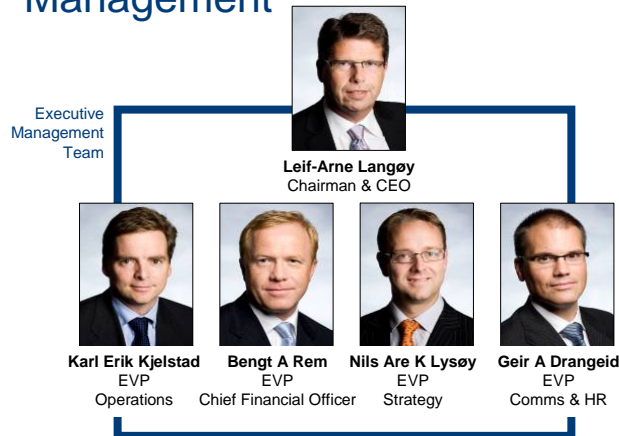 Management
Executive
Management
Team
Leif-Arne Langøy
Chairman & CEO
Karl Erik Kjelstad
EVP
Operations
Bengt A Rem
EVP
Chief Financial Officer
Nils Are K Lysøy
EVP
Strategy
Geir A Drangeid
EVP
Comms & HR